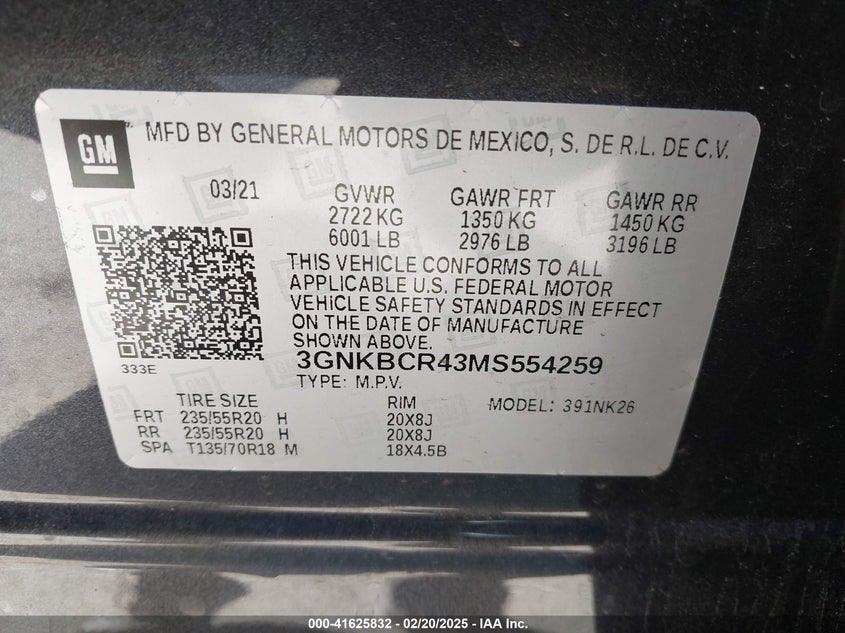 GM
MFD BY GENERAL MOTORS DE MEXICO, S. DE R.L. DE C.V.
03/21 GVWR GAWR FRT GAWR RR
2722 KG 1350 KG 1450 KG
6001 LB 2976 LB 3196 LB
THIS VEHICLE CONFORMS TO ALL
APPLICABLE U.S. FEDERAL MOTOR
VEHICLE SAFETY STANDARDS IN EFFECT
ON THE DATE OF MANUFACTURE
SHOWN ABOVE.
333E
3GNKBCR43MS554259
TYPE: M.P.V.
TIRE SIZE RIM MODEL: 391NK26
FRT 235/55R20 H 20X8J
RR 235/55R20 H 20X8J
SPA T135/70R18 M 18X4.5B
000-41625832 - 02/20/2025 - IAA Inc.